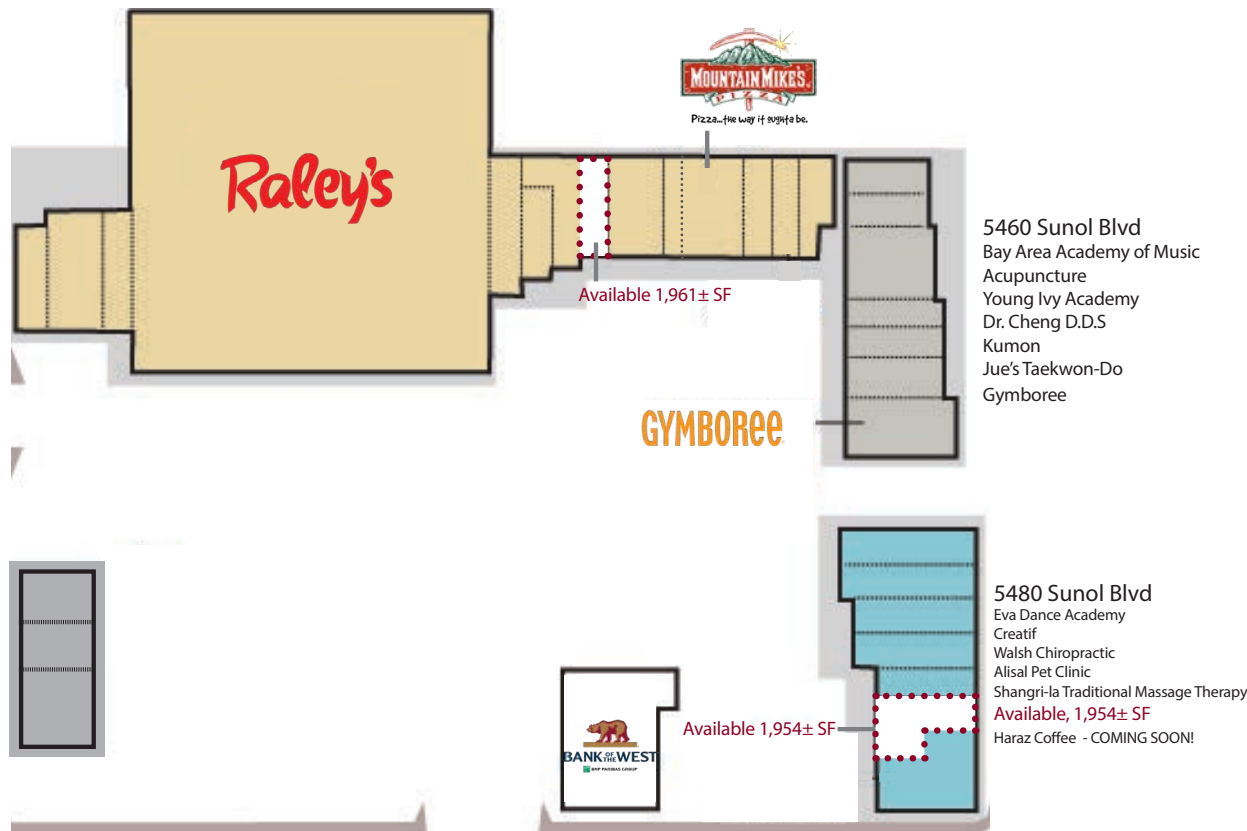 MOUNTAIN MIKE'S
PIZZA
Pizza...the way it oughta be.
Raley's
Available 1,961± SF
5460 Sunol Blvd
Bay Area Academy of Music
Acupuncture
Young Ivy Academy
Dr. Cheng D.D.S
Kumon
Jue's Taekwon-Do
Gymboree
GYMBOREE
5480 Sunol Blvd
Eva Dance Academy
Creatif
Walsh Chiropractic
Alisal Pet Clinic
Shangri-la Traditional Massage Therapy
Available, 1,954± SF
Haraz Coffee - COMING SOON!
Available 1,954± SF
BANK OF THE WEST
BNP PARIBAS GROUP